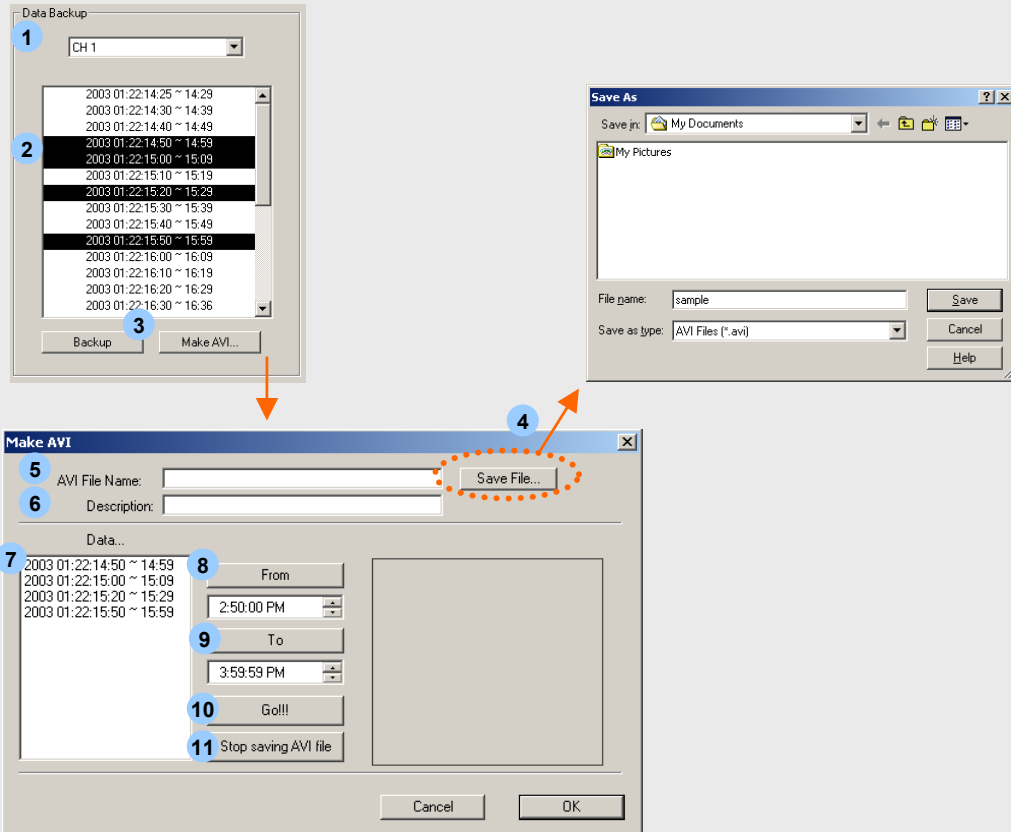 Data Backup
1
CH 1
2003 01:22:14:25 ~ 14:29
2003 01:22:14:30 ~ 14:39
2003 01:22:14:40 ~ 14:49
2
2003 01:22:14:50 ~ 14:59
2003 01:22:15:00 ~ 15:09
2003 01:22:15:10 ~ 15:19
2003 01:22:15:20 ~ 15:29
2003 01:22:15:30 ~ 15:39
2003 01:22:15:40 ~ 15:49
2003 01:22:15:50 ~ 15:59
2003 01:22:16:00 ~ 16:09
2003 01:22:16:10 ~ 16:19
2003 01:22:16:20 ~ 16:29
2003 01:22:16:30 ~ 16:36
3
Backup
Make AVI...
Save As
Save in:
My Documents
My Pictures
File name:
sample
Save
Save as type:
AVI Files (*.avi)
Cancel
Help
4
Make AVI
5
AVI File Name:
Save File...
6
Description:
Data...
7
2003 01:22:14:50 ~ 14:59
2003 01:22:15:00 ~ 15:09
2003 01:22:15:20 ~ 15:29
2003 01:22:15:50 ~ 15:59
8
From
2:50:00 PM
9
To
3:59:59 PM
10
Go!!!
11
Stop saving AVI file
Cancel
OK